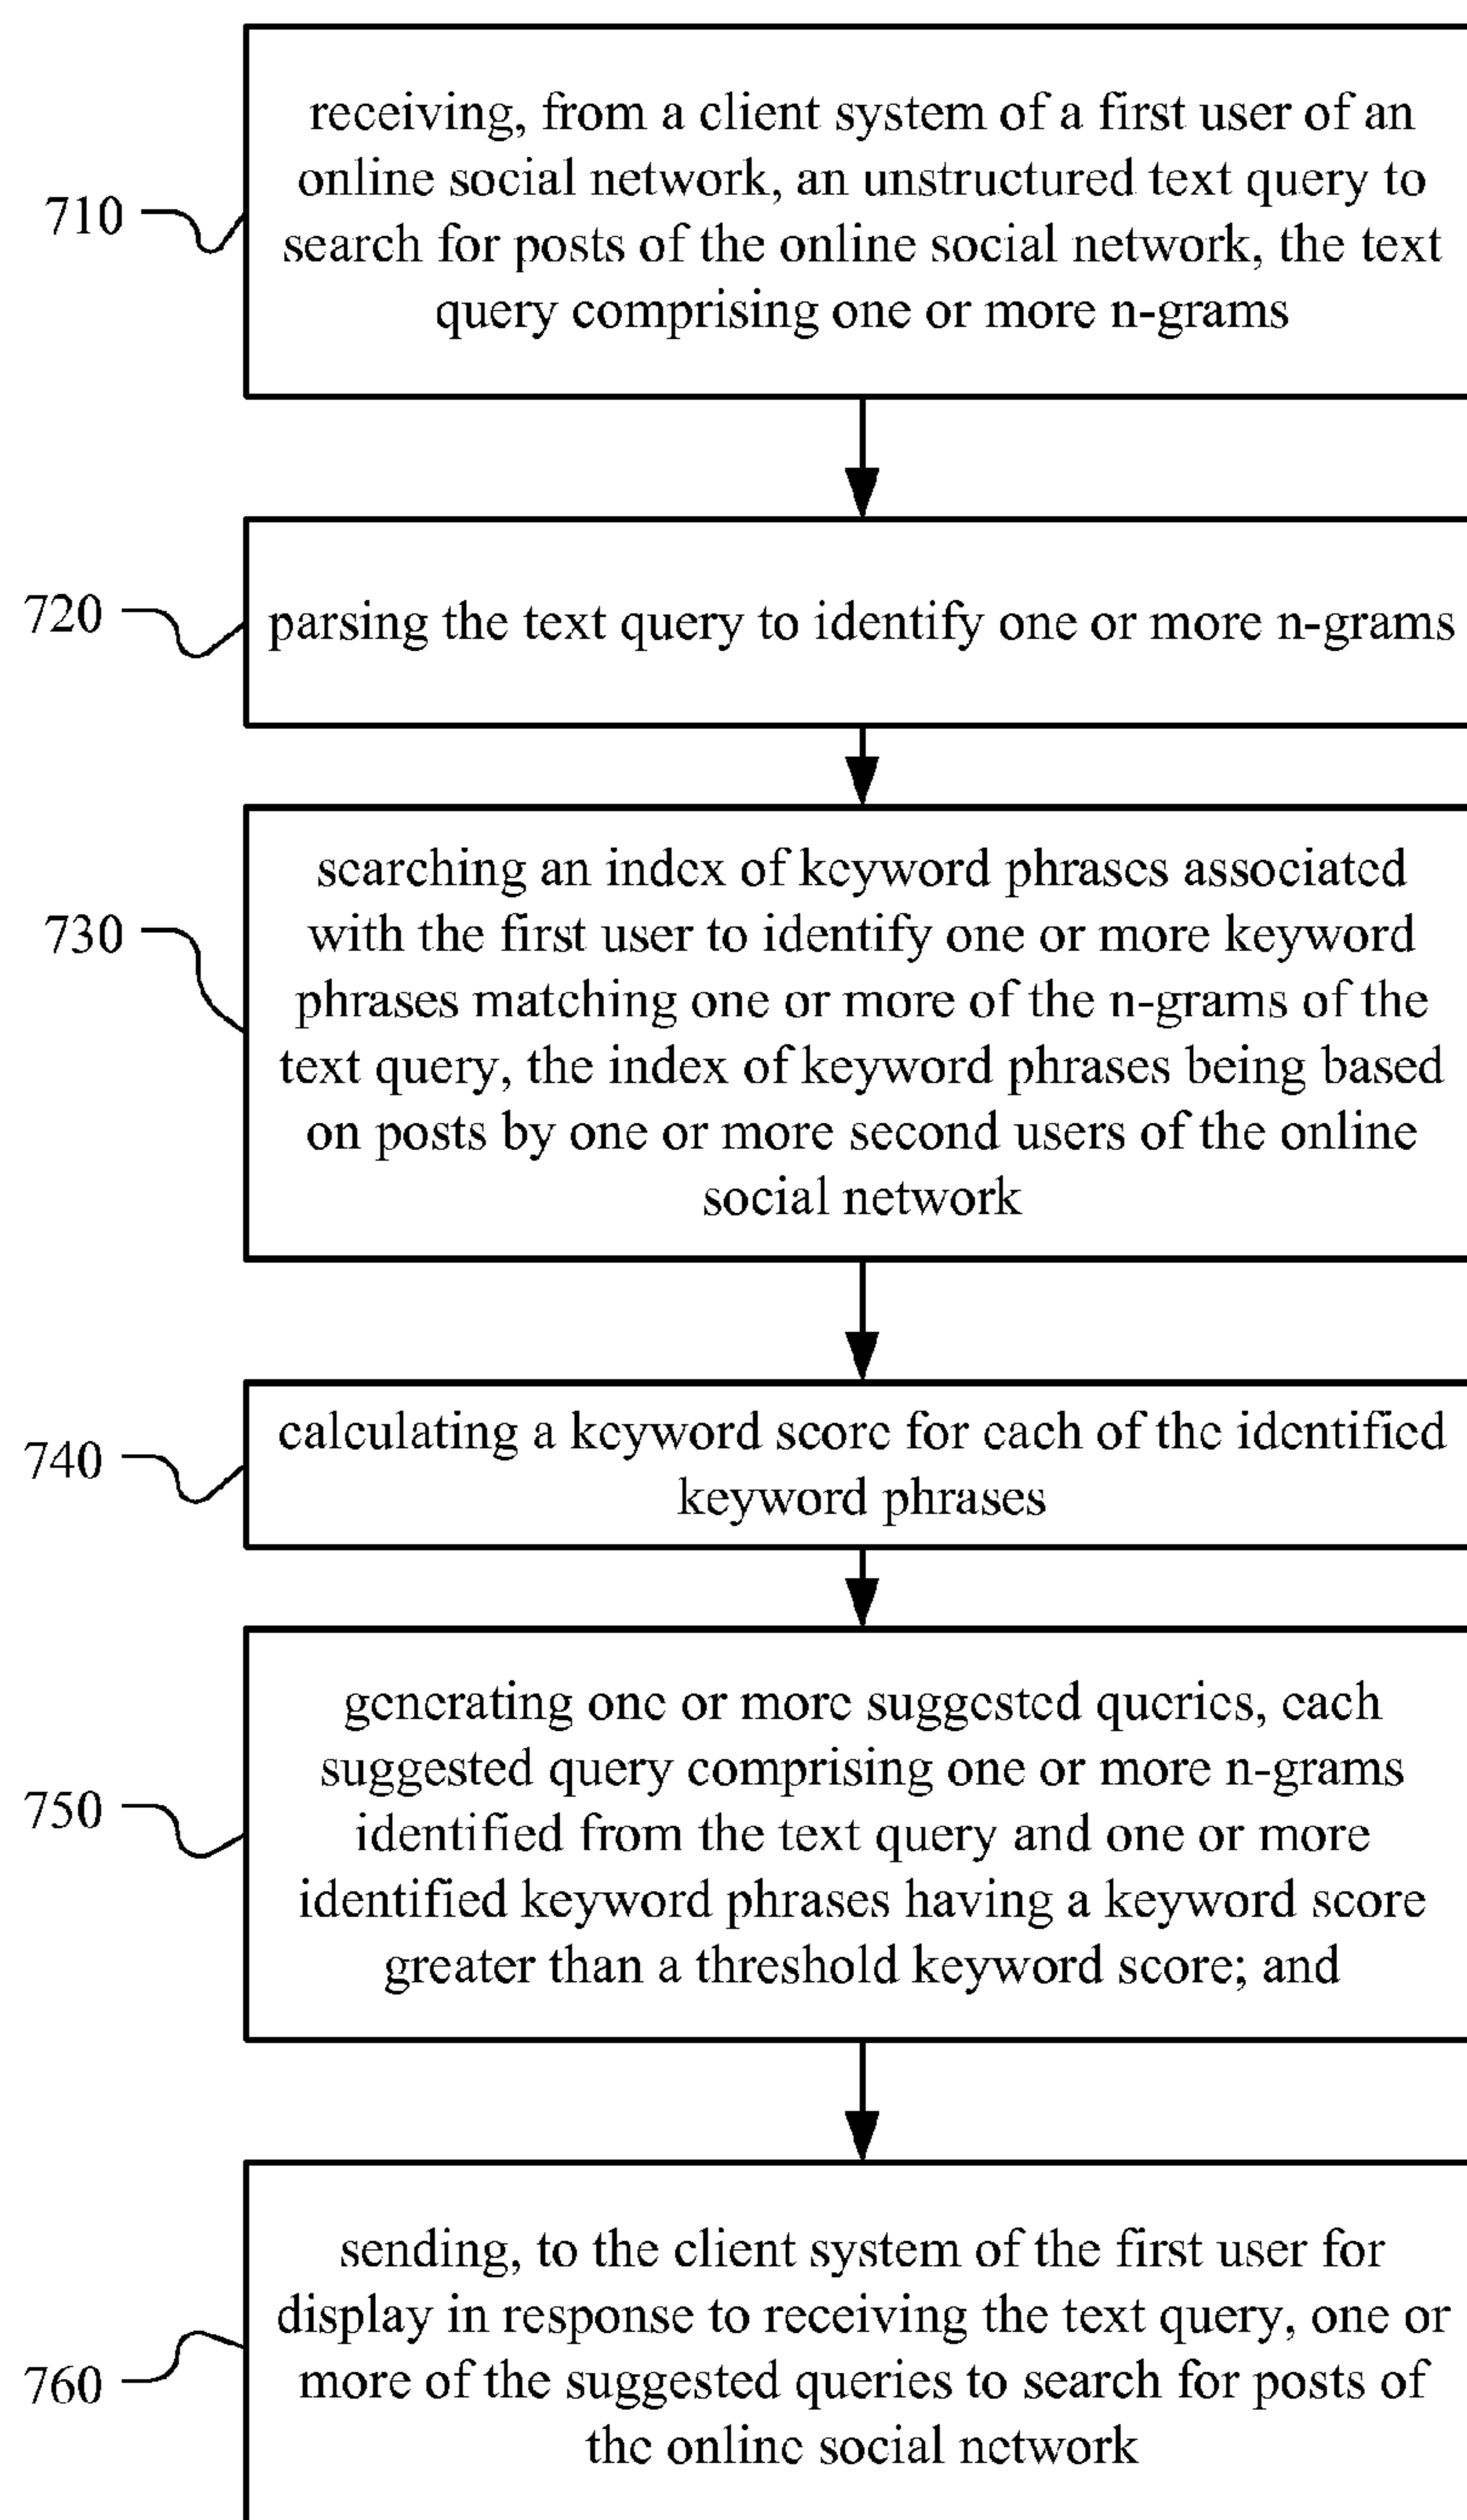 receiving, from a client system of a first user of an
online social network, an unstructured text query to
search for posts of the online social network, the text
query comprising one or more n-grams
710
720
parsing the text query to identify one or more n-grams
searching an index of keyword phrases associated
with the first user to identify one or more keyword
phrases matching one or more of the n-grams of the
text query, the index of keyword phrases being based
on posts by one or more second users of the online
social network
730
calculating a keyword score for each of the identified
keyword phrases
740
generating one or more suggested queries, each
suggested query comprising one or more n-grams
identified from the text query and one or more
identified keyword phrases having a keyword score
greater than a threshold keyword score; and
750
sending, to the client system of the first user for
display in response to receiving the text query, one or
more of the suggested queries to search for posts of
the online social network
760